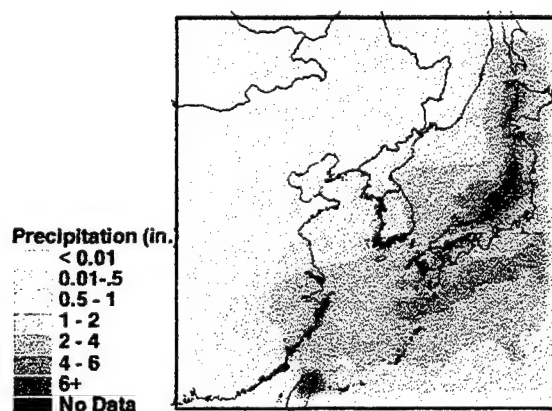 Precipitation (in.
< 0.01
0.01-.5
0.5 - 1
1 - 2
2 - 4
4 - 6
6+
No Data